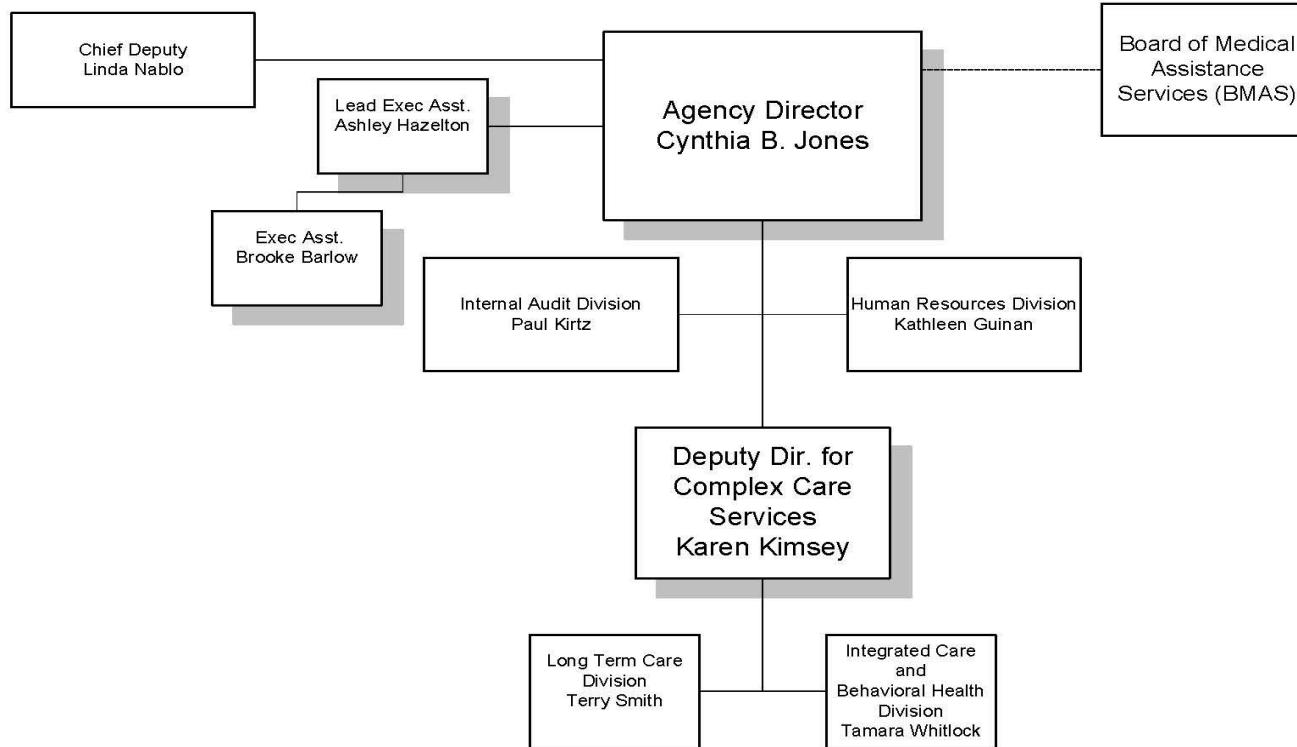 Chief Deputy
Linda Nablo
Lead Exec Asst.
Ashley Hazelton
Exec Asst.
Brooke Barlow
Agency Director
Cynthia B. Jones
Board of Medical
Assistance
Services (BMAS)
Internal Audit Division
Paul Kirtz
Human Resources Division
Kathleen Guinan
Deputy Dir. for
Complex Care
Services
Karen Kimsey
Long Term Care
Division
Terry Smith
Integrated Care
and
Behavioral Health
Division
Tamara Whitlock